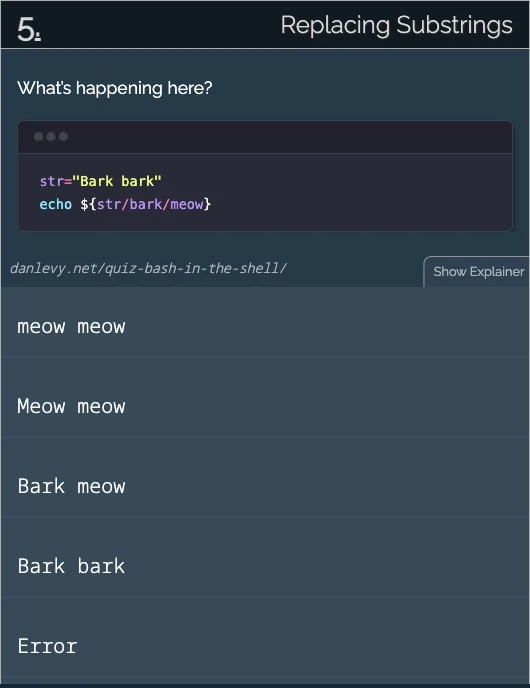 5.
Replacing Substrings
What's happening here?
str="Bark bark"
echo ${str/bark/meow}
danlevy.net/quiz-bash-in-the-shell/
Show Explainer
meow meow
Meow meow
Bark meow
Bark bark
Error